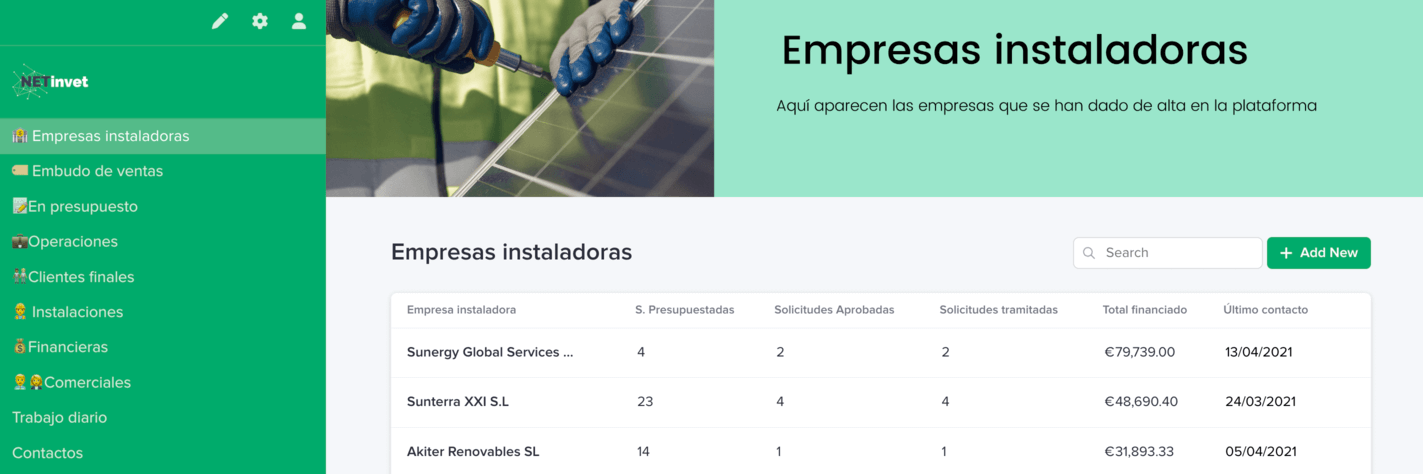 NETinvet
Empresas instaladoras
Embudo de ventas
En presupuesto
Operaciones
Clientes finales
Instalaciones
Financieras
Comerciales
Trabajo diario
Contactos
Empresas instaladoras
Aquí aparecen las empresas que se han dado de alta en la plataforma
Empresas instaladoras
Search
Add New
Empresa instaladora S. Presupuestadas Solicitudes Aprobadas Solicitudes tramitadas Total financiado Último contacto
Sunergy Global Services ... 4 2 2 €79,739.00 13/04/2021
Sunterra XXI S.L 23 4 4 €48,690.40 24/03/2021
Akiter Renovables SL 14 1 1 €31,893.33 05/04/2021